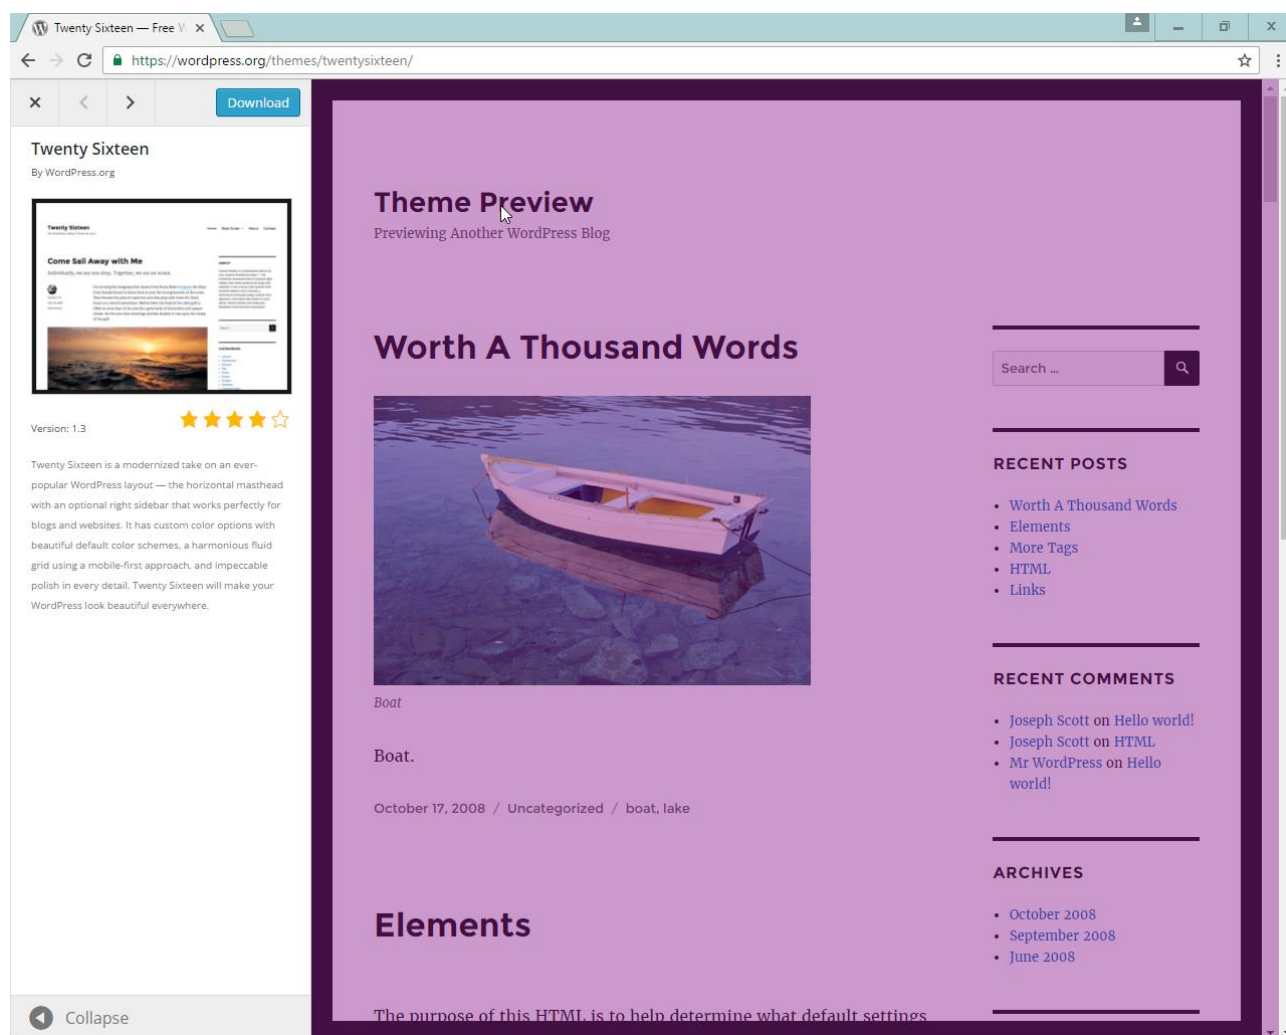 Twenty Sixteen — Free W
https://wordpress.org/themes/twentysixteen/
Download
Twenty Sixteen
By WordPress.org
Twenty Sixteen
Come Sail Away with Me
Version: 1.3
Twenty Sixteen is a modernized take on an ever-
popular WordPress layout — the horizontal masthead
with an optional right sidebar that works perfectly for
blogs and websites. It has custom color options with
beautiful default color schemes, a harmonious fluid
grid using a mobile-first approach, and impeccable
polish in every detail. Twenty Sixteen will make your
WordPress look beautiful everywhere.
Collapse
Theme Preview
Previewing Another WordPress Blog
Worth A Thousand Words
Boat
Boat.
October 17, 2008 / Uncategorized / boat, lake
Elements
The purpose of this HTML is to help determine what default settings
Search ...
RECENT POSTS
• Worth A Thousand Words
• Elements
• More Tags
• HTML
• Links
RECENT COMMENTS
• Joseph Scott on Hello world!
• Joseph Scott on HTML
• Mr WordPress on Hello
world!
ARCHIVES
• October 2008
• September 2008
• June 2008